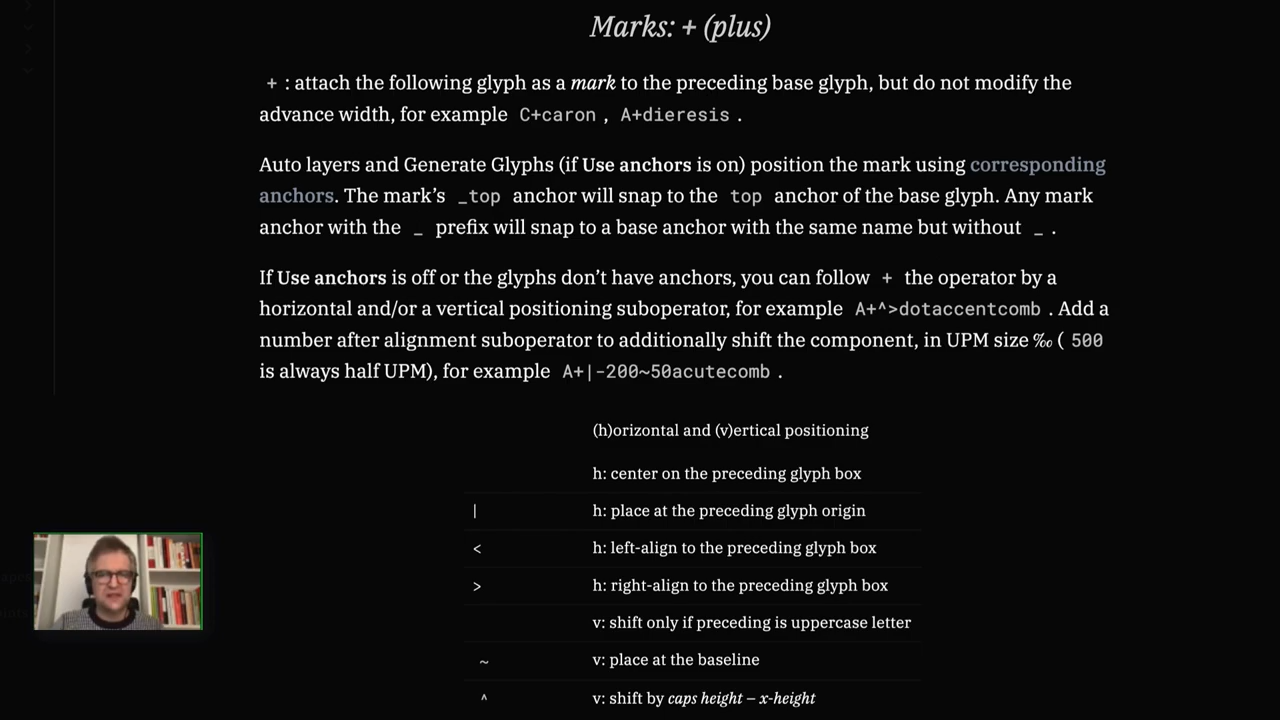 Marks: + (plus)
+ : attach the following glyph as a mark to the preceding base glyph, but do not modify the
advance width, for example C+caron , A+dieresis .
Auto layers and Generate Glyphs (if Use anchors is on) position the mark using corresponding
anchors. The mark’s _top anchor will snap to the top anchor of the base glyph. Any mark
anchor with the _ prefix will snap to a base anchor with the same name but without _ .
If Use anchors is off or the glyphs don’t have anchors, you can follow + the operator by a
horizontal and/or a vertical positioning suboperator, for example A+^>dotaccentcomb . Add a
number after alignment suboperator to additionally shift the component, in UPM size ‰ ( 500
is always half UPM), for example A+|-200~50acutecomb .
(h)orizontal and (v)ertical positioning
h: center on the preceding glyph box
| h: place at the preceding glyph origin
< h: left-align to the preceding glyph box
> h: right-align to the preceding glyph box
v: shift only if preceding is uppercase letter
~ v: place at the baseline
^ v: shift by caps height – x-height